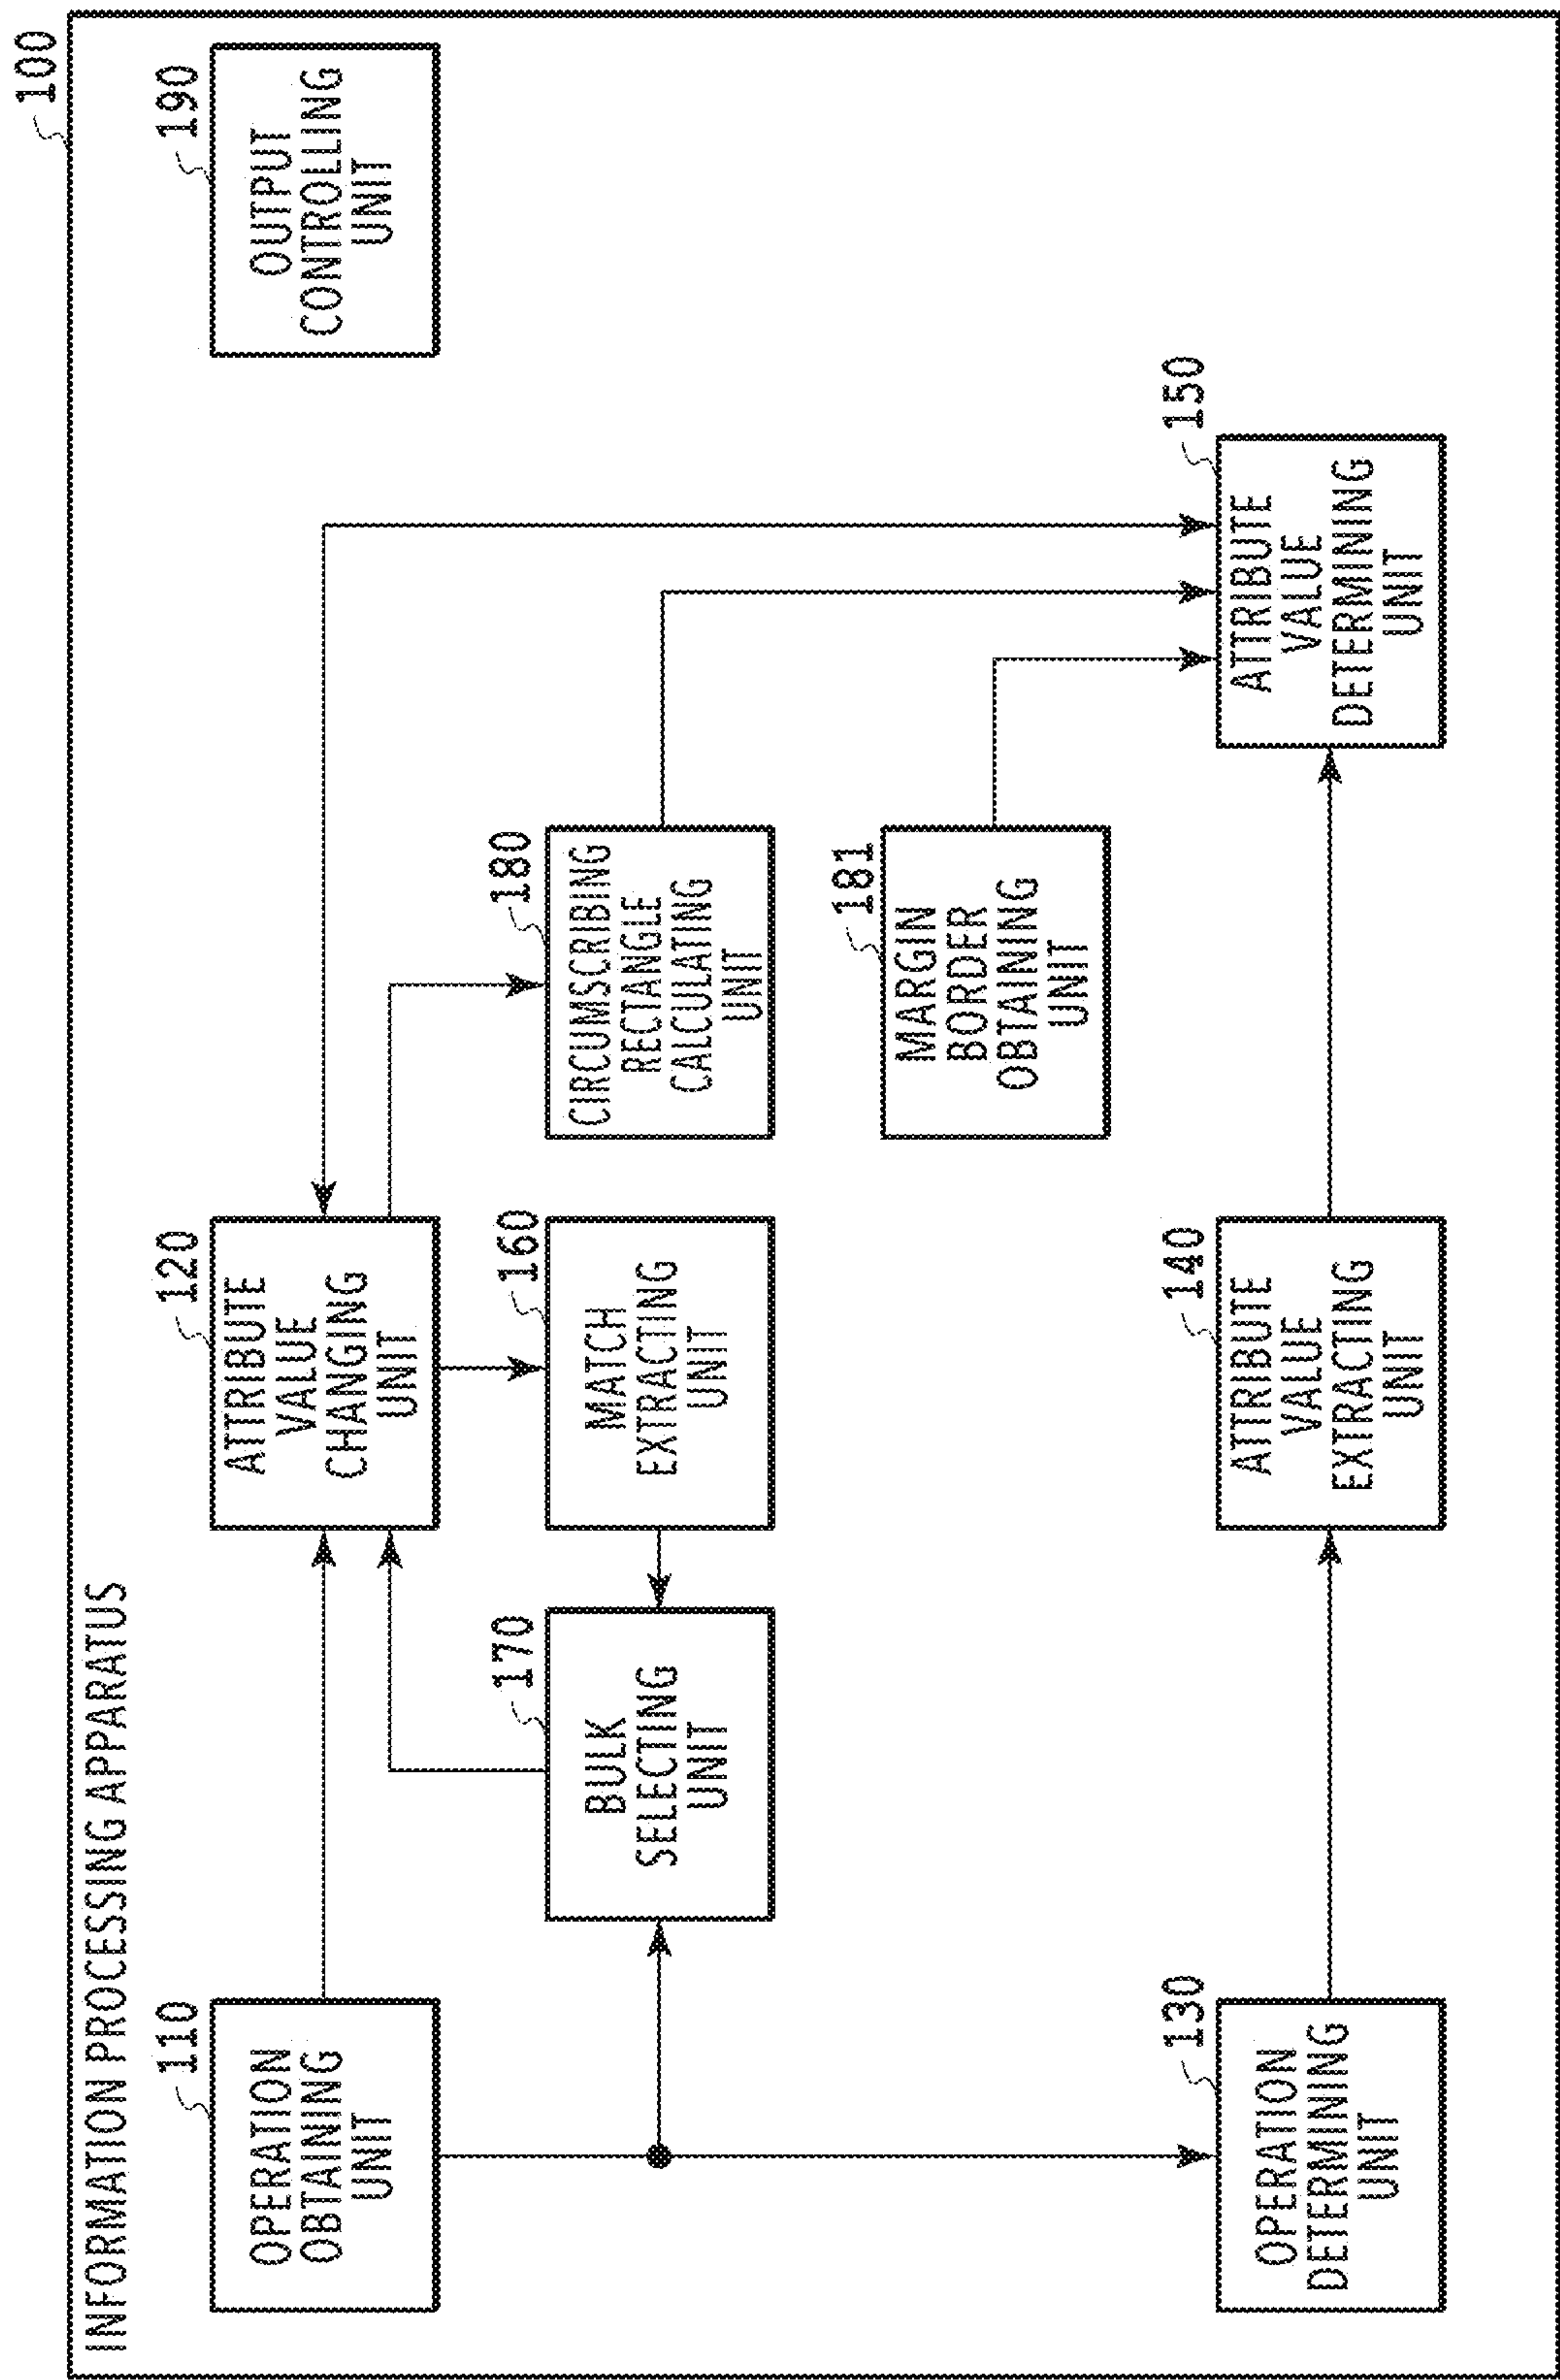 100
INFORMATION PROCESSING APPARATUS
110
OPERATION
OBTAINING
UNIT
120
ATTRIBUTE
VALUE
CHANGING
UNIT
190
OUTPUT
CONTROLLING
UNIT
170
BULK
SELECTING
UNIT
160
MATCH
EXTRACTING
UNIT
180
CIRCUMSCRIBING
RECTANGLE
CALCULATING
UNIT
181
MARGIN
BORDER
OBTAINING
UNIT
130
OPERATION
DETERMINING
UNIT
140
ATTRIBUTE
VALUE
EXTRACTING
UNIT
150
ATTRIBUTE
VALUE
DETERMINING
UNIT